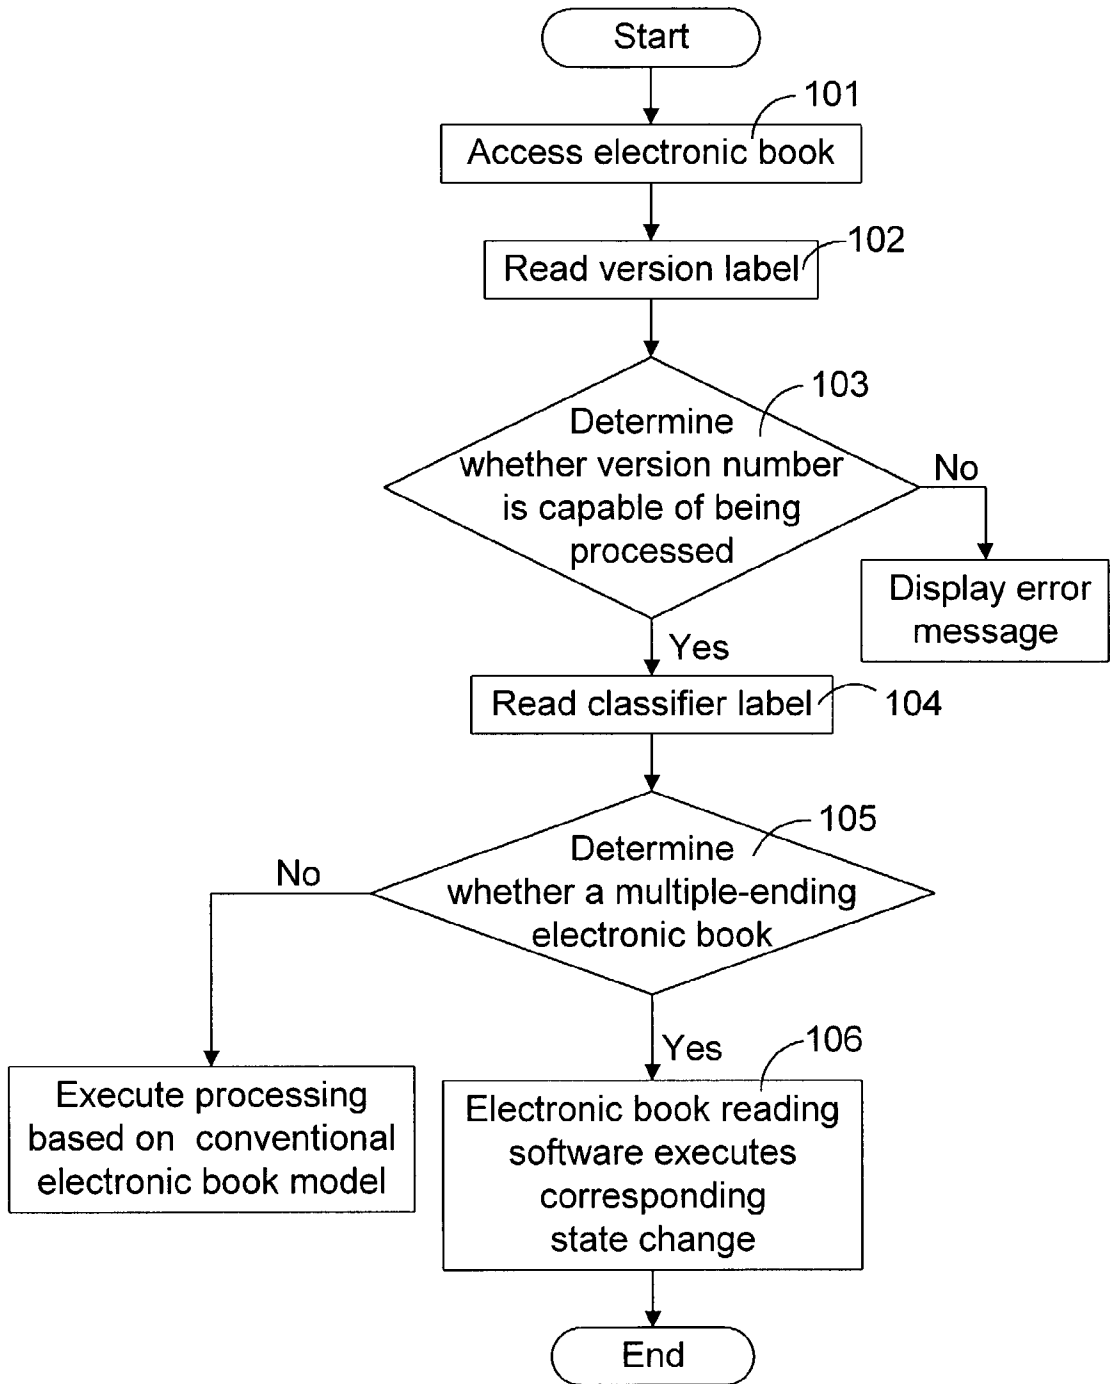 Start
101
Access electronic book
102
Read version label
103
Determine
whether version number
is capable of being
processed
No
Display error
message
Yes
Read classifier label
104
105
Determine
whether a multiple-ending
electronic book
No
Yes
106
Execute processing
based on conventional
electronic book model
Electronic book reading
software executes
corresponding
state change
End